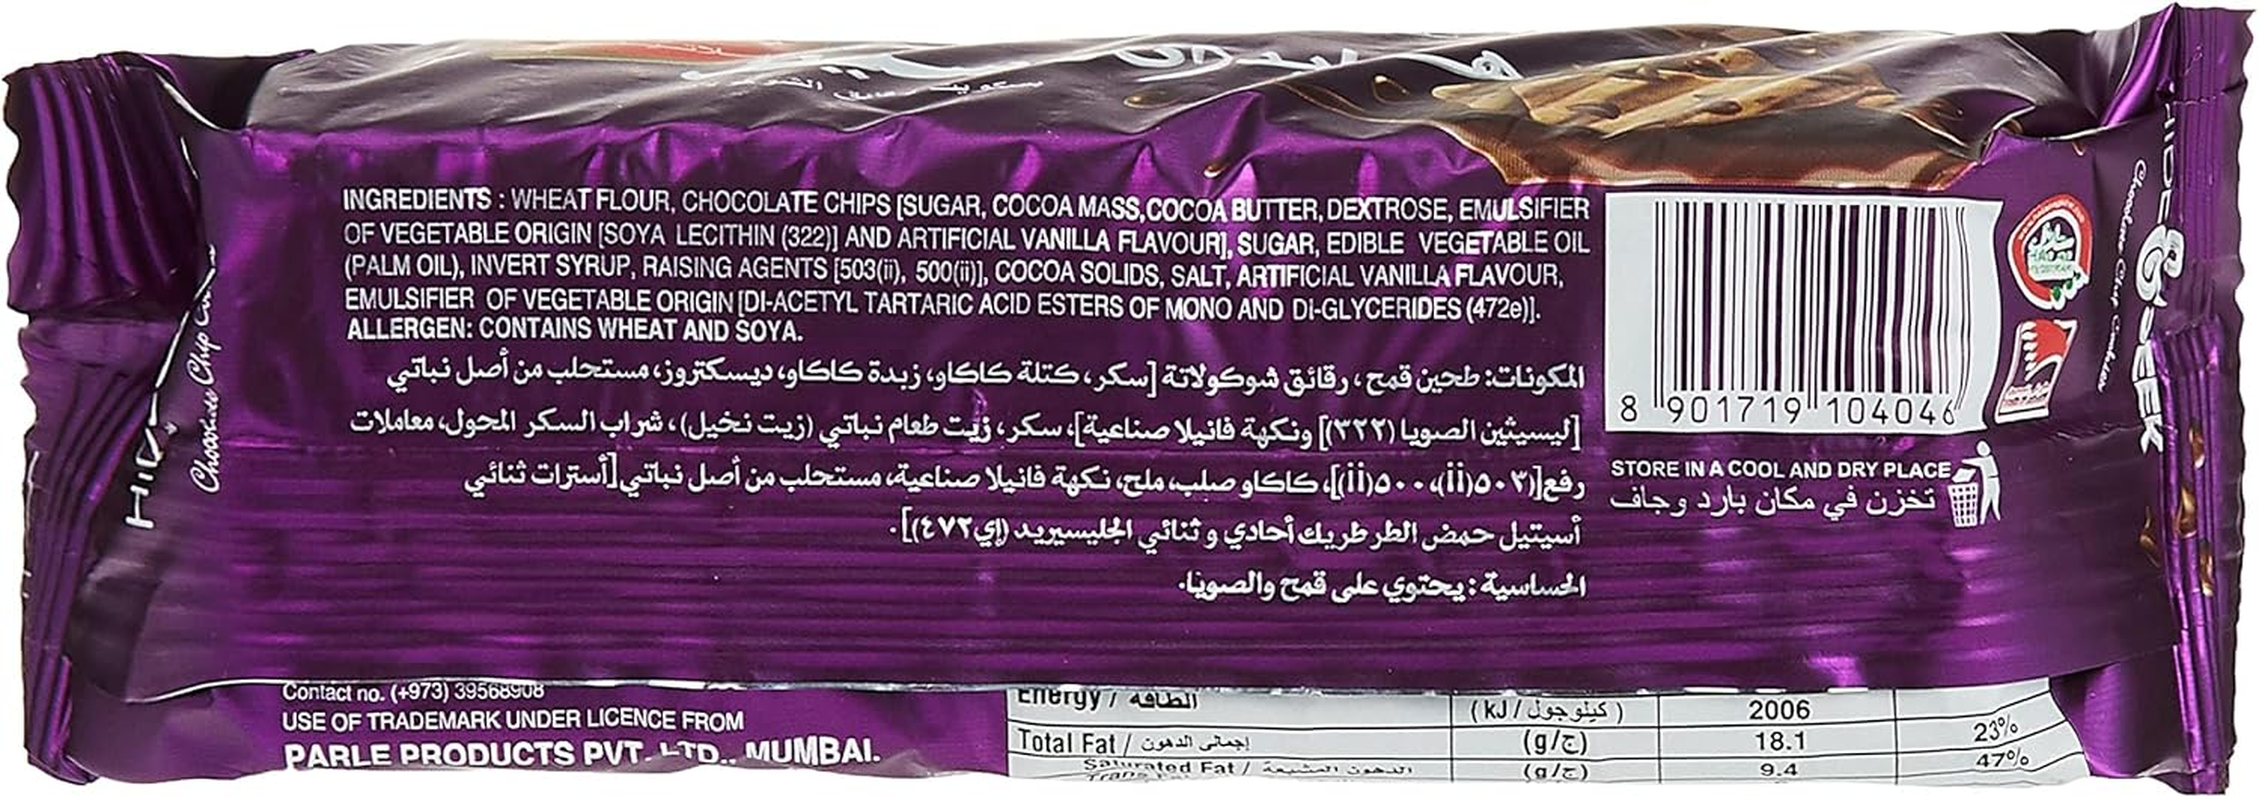 INGREDIENTS : WHEAT FLOUR, CHOCOLATE CHIPS [SUGAR, COCOA MASS,COCOA BUTTER, DEXTROSE, EMULSIFIER
OF VEGETABLE ORIGIN [SOYA LECITHIN (322)] AND ARTIFICIAL VANILLA FLAVOUR], SUGAR, EDIBLE VEGETABLE OIL
(PALM OIL), INVERT SYRUP, RAISING AGENTS [503(ii), 500(ii)], COCOA SOLIDS, SALT, ARTIFICIAL VANILLA FLAVOUR,
EMULSIFIER OF VEGETABLE ORIGIN [DI-ACETYL TARTARIC ACID ESTERS OF MONO AND DI-GLYCERIDES (472e)].
ALLERGEN: CONTAINS WHEAT AND SOYA.
المكونات: طحين قمح، رقائق شوكولاتة [سكر، كتلة كاكاو، زبدة كاكاو، ديسكتروز، مستحلب من أصل نباتي
[ليسيثين الصويا (٣٢٢)] ونكهة فانيلا صناعية]، سكر، زيت طعام نباتي (زيت نخيل)، شراب السكر المحول، معاملات
رفع[٥٠٣(ii)،٥٠٠(ii)]، كاكاو صلب، ملح، نكهة فانيلا صناعية، مستحلب من أصل نباتي[أسترات ثنائي
أسيتيل حمض الطرطريك أحادي و ثنائي الجليسيريد (إي٤٧٢)].
الحساسية : يحتوي على قمح والصويا.
8 901719 104046
STORE IN A COOL AND DRY PLACE
تخزن في مكان بارد وجاف
Chocolate Chip Cookies
Contact no. (+973) 39568908
USE OF TRADEMARK UNDER LICENCE FROM
PARLE PRODUCTS PVT. LTD., MUMBAI.
Energy / الطاقة (kJ / كيلوجول) 2006
Total Fat / إجمالي الدهون (g/ج) 18.1 23%
Saturated Fat / الدهون المشبعة (g/ج) 9.4 47%